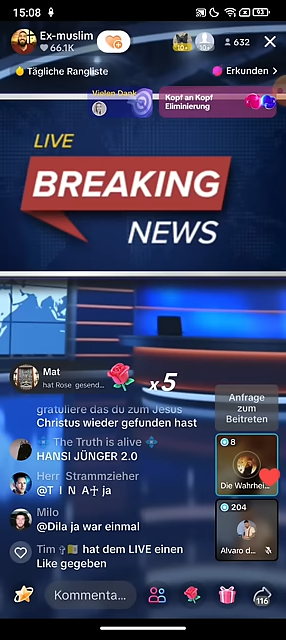 15:08
93
Ex-muslim
66.1K
10+
10+
632
Tägliche Rangliste
Erkunden >
Vielen Dank
Kopf an Kopf
Eliminierung
LIVE
BREAKING
NEWS
Mat
hat Rose gesend...
x5
Anfrage
zum
Beitreten
gratuliere das du zum Jesus
Christus wieder gefunden hast
The Truth is alive
HANSI JÜNGER 2.0
8
Die Wahrhei...
Herr Strammzieher
@T I N A✝ ja
Milo
@Dila ja war einmal
204
Alvaro d...
Tim ✞ hat dem LIVE einen
Like gegeben
Kommenta...
116